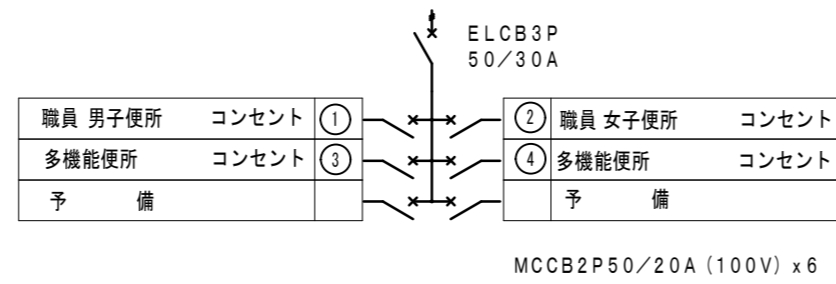 ELCB3P
50/30A
職員 男子便所 コンセント ①
② 職員 女子便所 コンセント
多機能便所 コンセント ③
④ 多機能便所 コンセント
予 備
予 備
MCCB2P50/20A(100V)x6